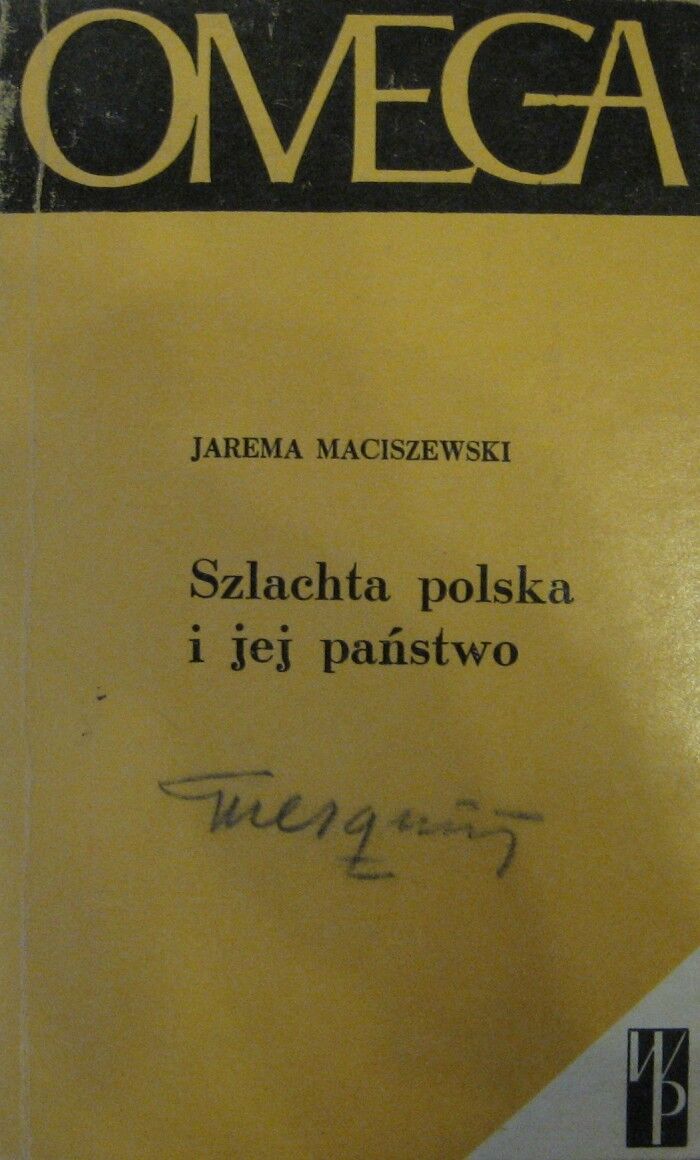 OMEGA
JAREMA MACISZEWSKI
Szlachta polska
i jej państwo
WP